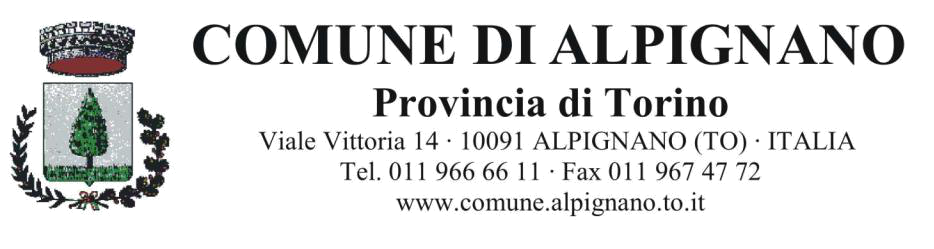 COMUNE DI ALPIGNANO
Provincia di Torino
Viale Vittoria 14 · 10091 ALPIGNANO (TO) · ITALIA
Tel. 011 966 66 11 · Fax 011 967 47 72
www.comune.alpignano.to.it